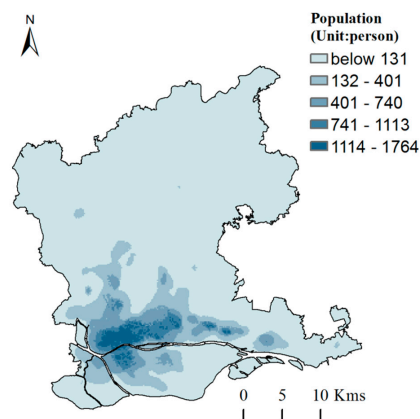 N
Population
(Unit:person)
below 131
132 - 401
401 - 740
741 - 1113
1114 - 1764
0 5 10 Kms